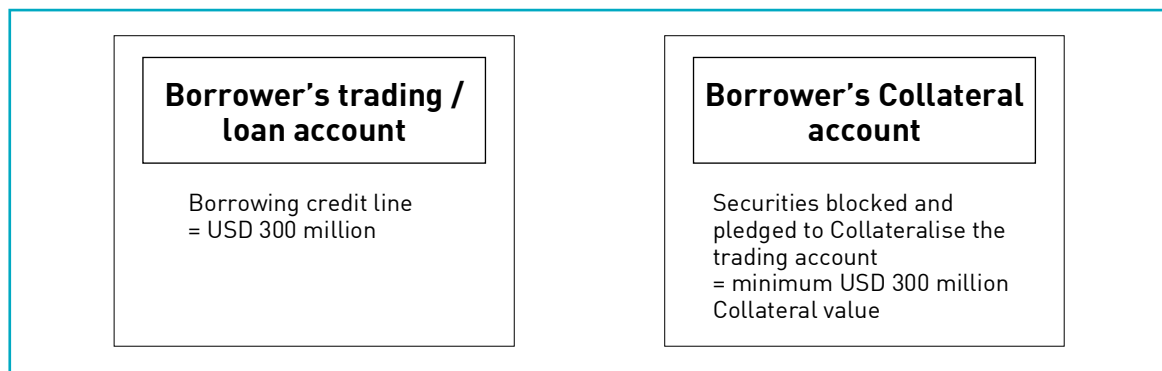 Borrower's trading /
loan account
Borrowing credit line
= USD 300 million
Borrower's Collateral
account
Securities blocked and
pledged to Collateralise the
trading account
= minimum USD 300 million
Collateral value